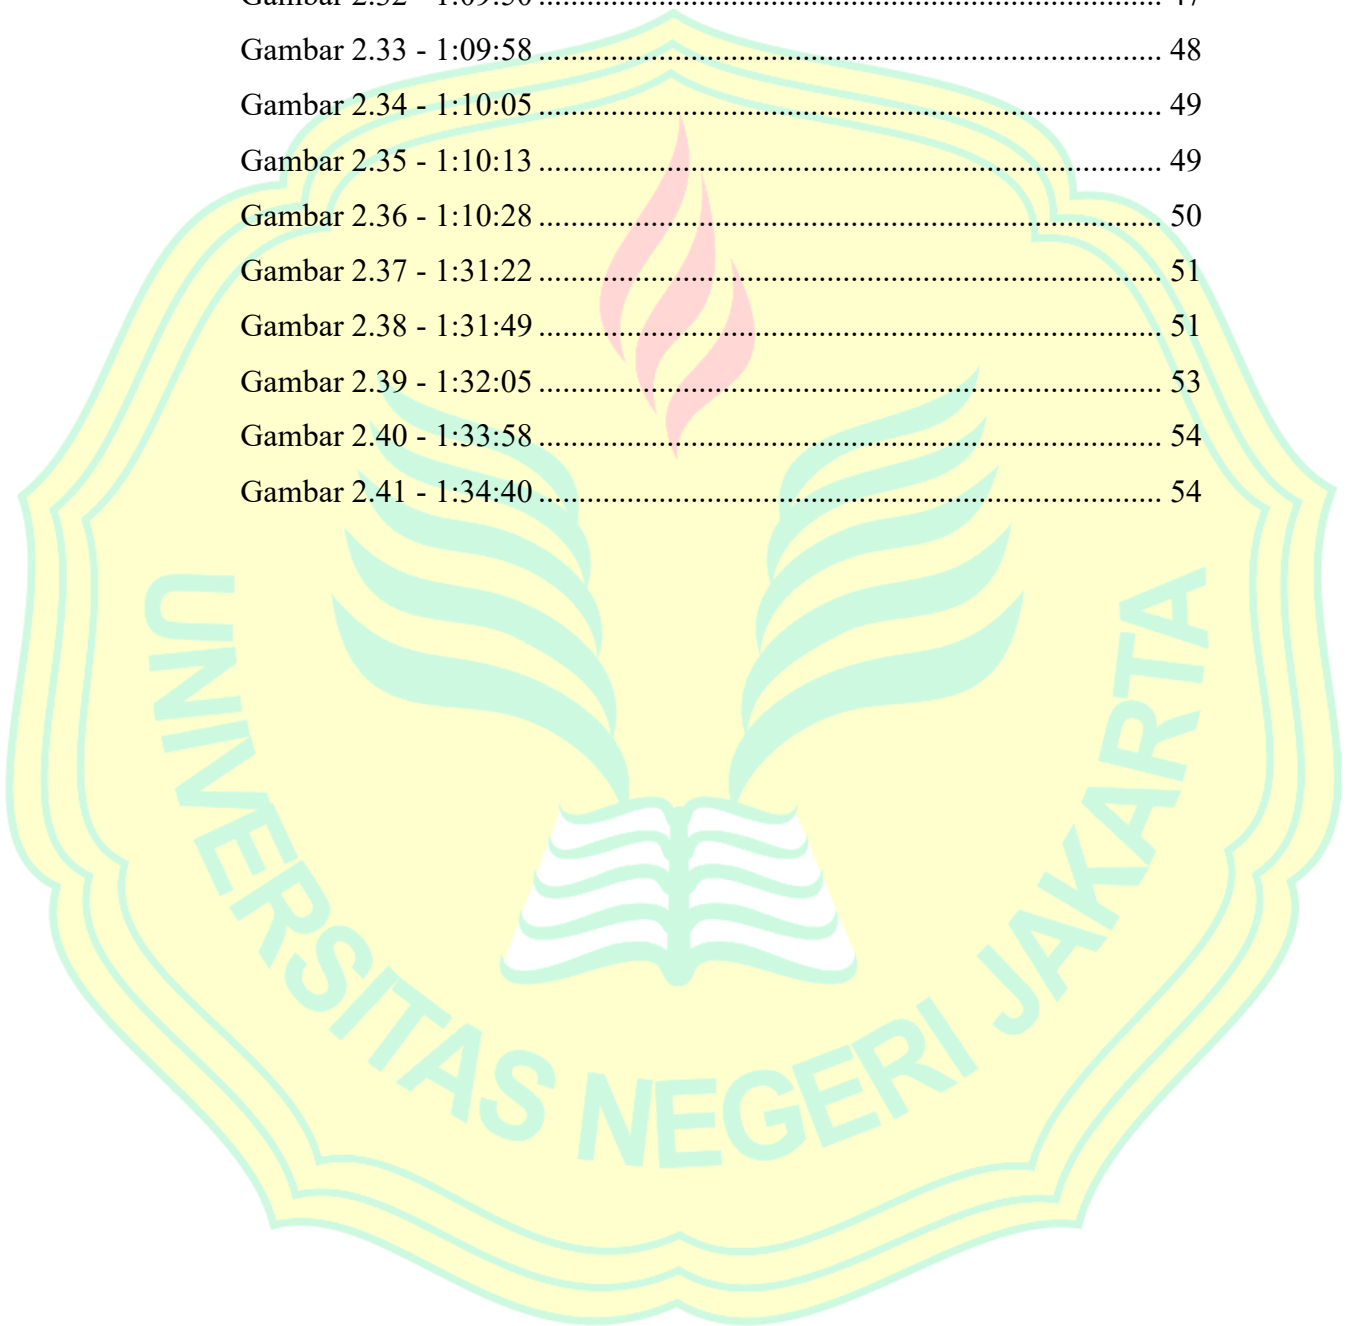 Gambar 2.33 - 1:09:58 ............................................................................. 48
Gambar 2.34 - 1:10:05 ............................................................................. 49
Gambar 2.35 - 1:10:13 ............................................................................. 49
Gambar 2.36 - 1:10:28 ............................................................................. 50
Gambar 2.37 - 1:31:22 ............................................................................. 51
Gambar 2.38 - 1:31:49 ............................................................................. 51
Gambar 2.39 - 1:32:05 ............................................................................. 53
Gambar 2.40 - 1:33:58 ............................................................................. 54
Gambar 2.41 - 1:34:40 ............................................................................. 54
UNIVERSITAS NEGERI JAKARTA